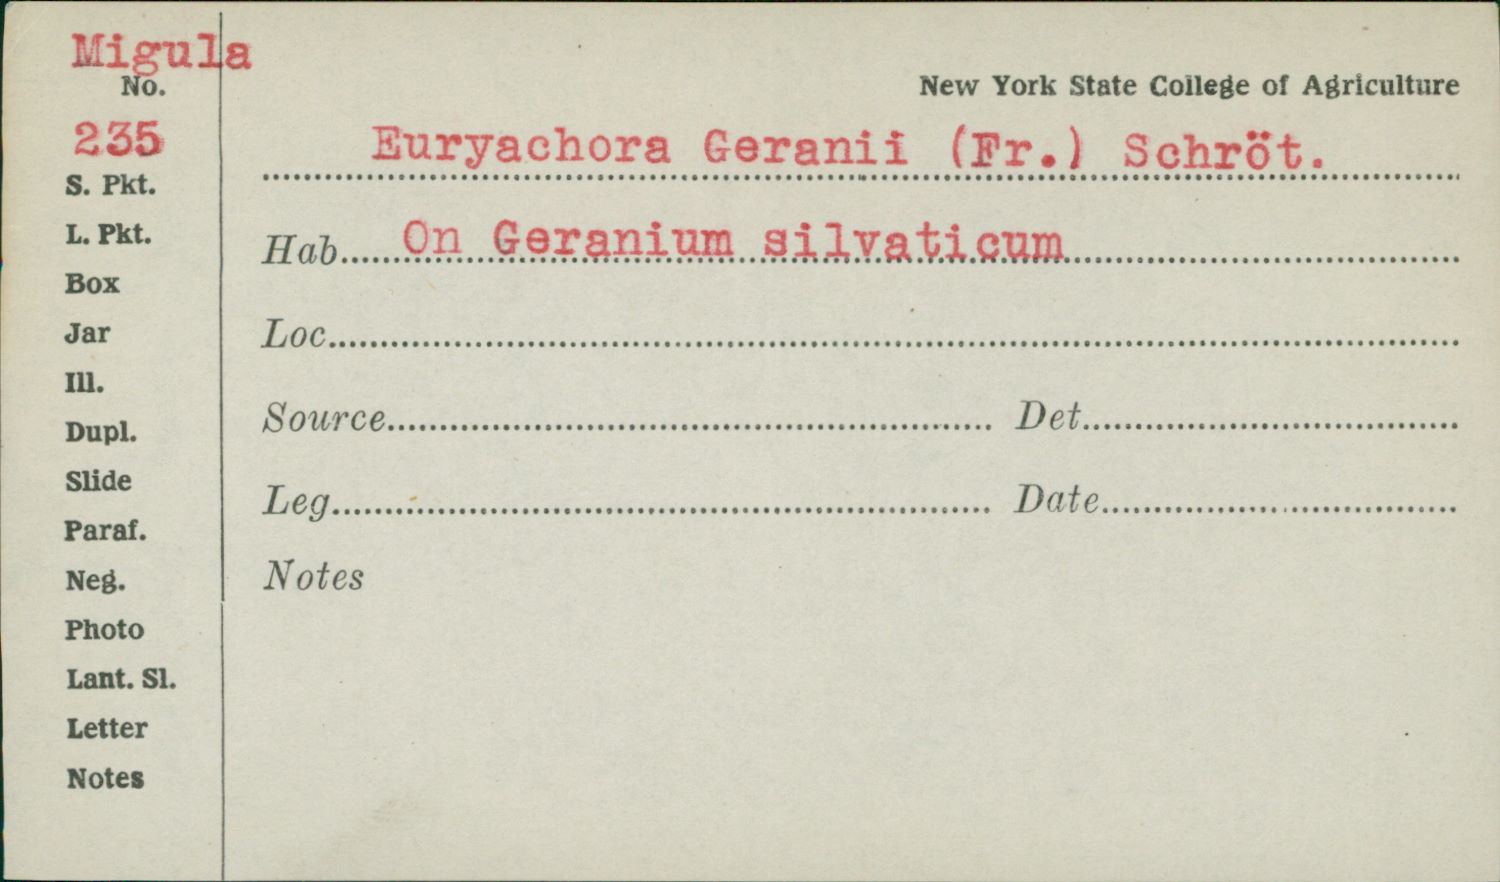 Migula
No.
New York State College of Agriculture
235
Euryachora Geranii (Fr.) Schröt.
S. Pkt.
L. Pkt.
Hab. On Geranium silvaticum
Box
Jar
Loc.
Ill.
Dupl.
Source Det.
Slide
Leg. Date
Paraf.
Neg.
Notes
Photo
Lant. Sl.
Letter
Notes